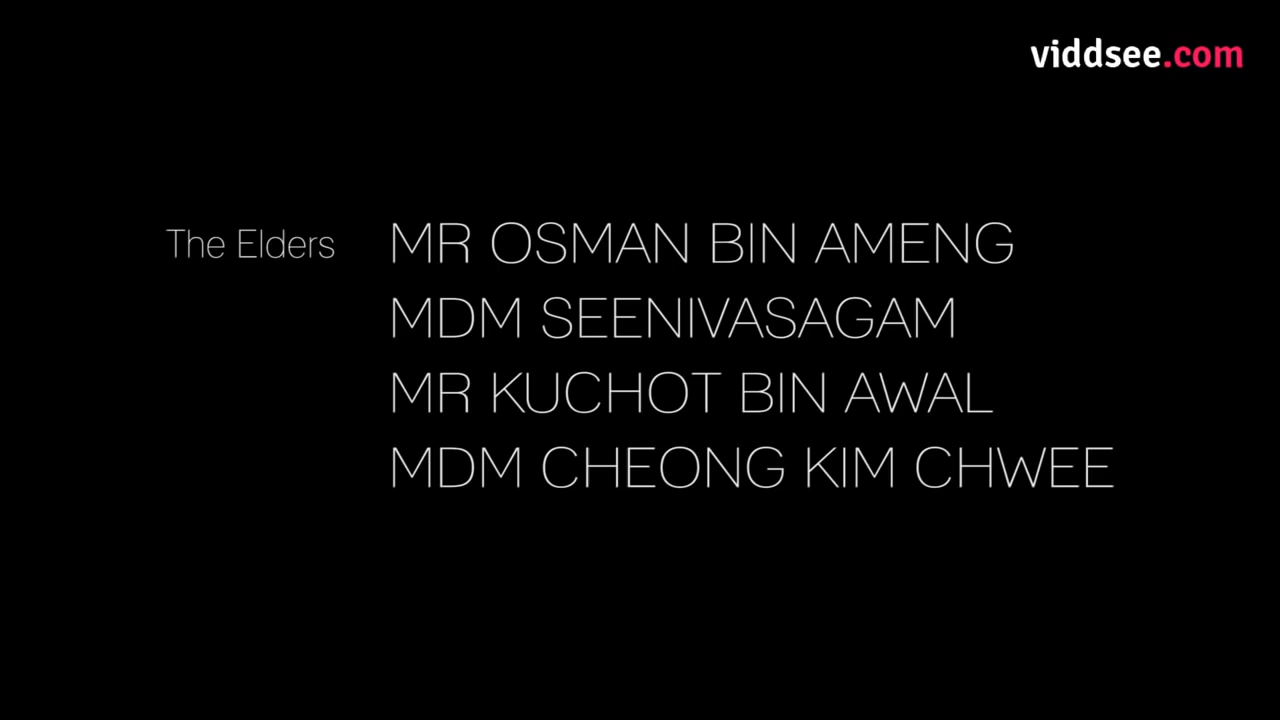 viddsee.com
The Elders MR OSMAN BIN AMENG
MDM SEENIVASAGAM
MR KUCHOT BIN AWAL
MDM CHEONG KIM CHWEE